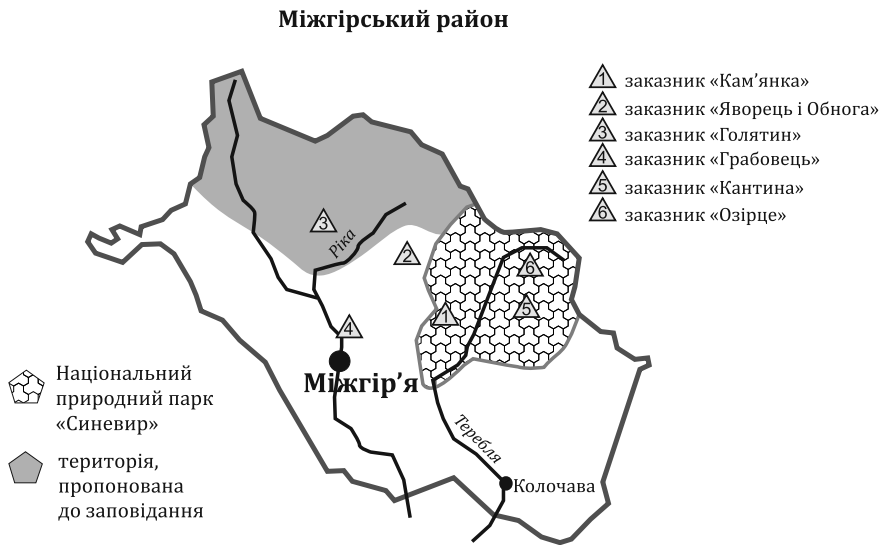 Міжгірський район
1 заказник «Кам’янка»
2 заказник «Яворець і Обнога»
3 заказник «Голятин»
4 заказник «Грабовець»
5 заказник «Кантина»
6 заказник «Озірце»
3
Ріка
2
6
5
1
4
Міжгір’я
Теребля
Колочава
Національний
природний парк
«Синевир»
територія,
пропонована
до заповідання